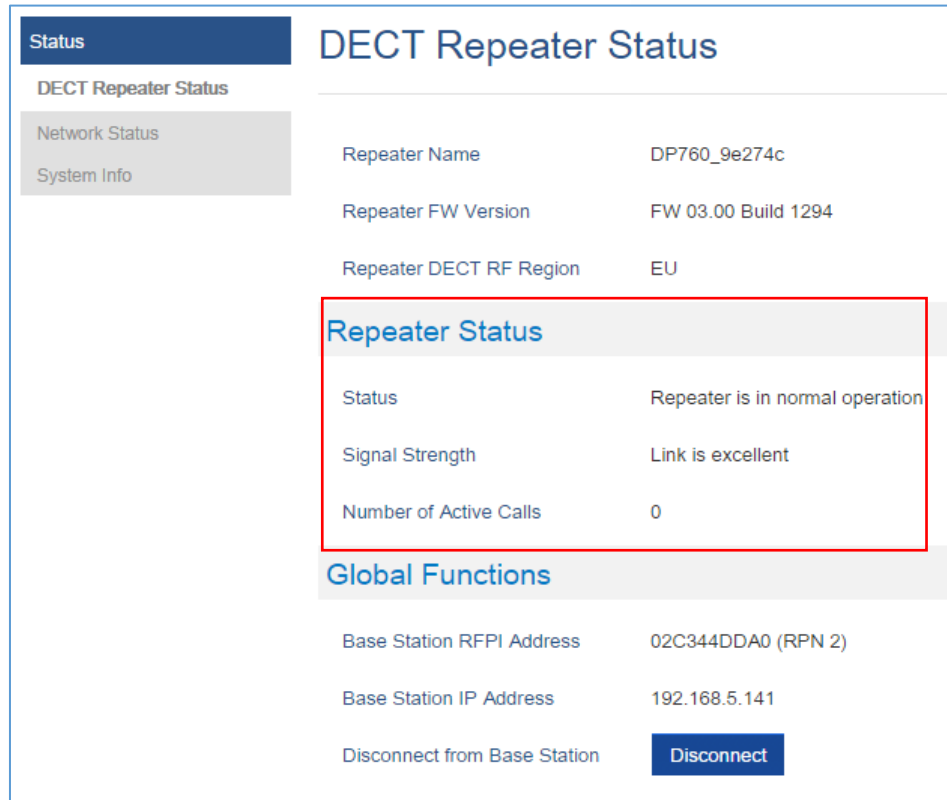 Status
DECT Repeater Status
Network Status
System Info
DECT Repeater Status
Repeater Name DP760_9e274c
Repeater FW Version FW 03.00 Build 1294
Repeater DECT RF Region EU
Repeater Status
Status Repeater is in normal operation
Signal Strength Link is excellent
Number of Active Calls 0
Global Functions
Base Station RFPI Address 02C344DDA0 (RPN 2)
Base Station IP Address 192.168.5.141
Disconnect from Base Station Disconnect